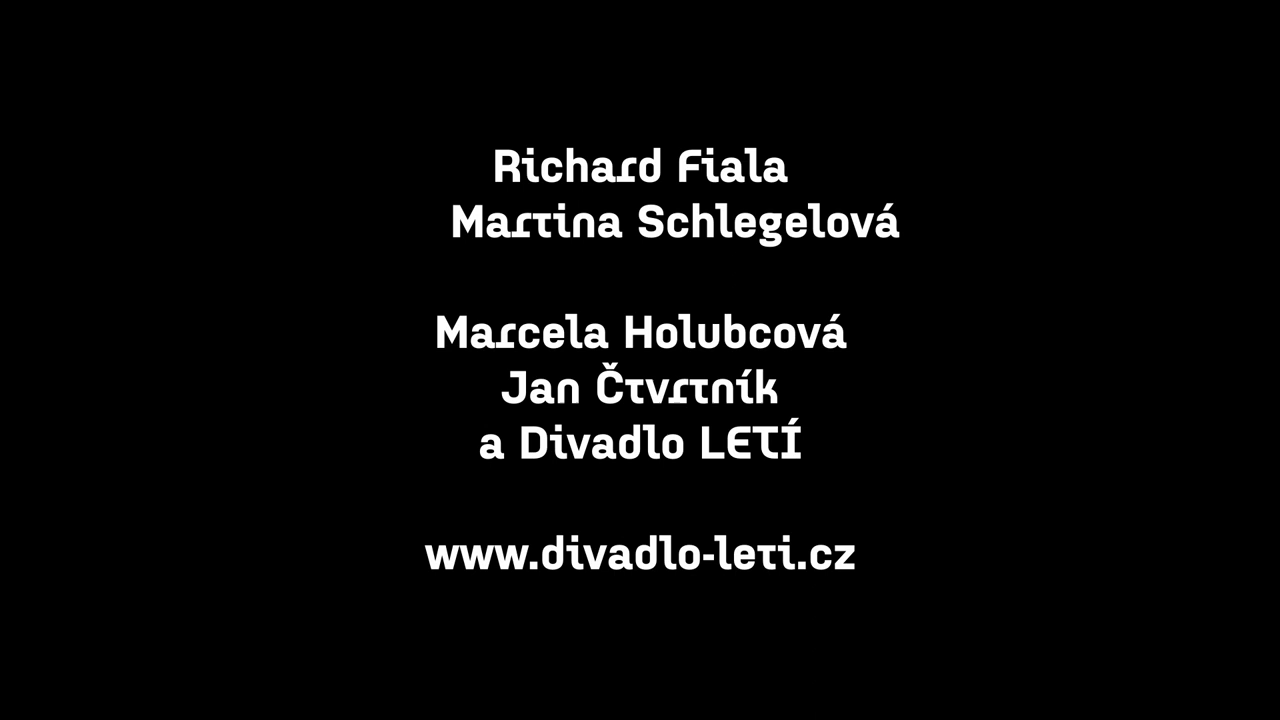 Richard Fiala
Martina Schlegelová
Marcela Holubcová
Jan Čtvrtník
a Divadlo LETÍ
www.divadlo-leti.cz